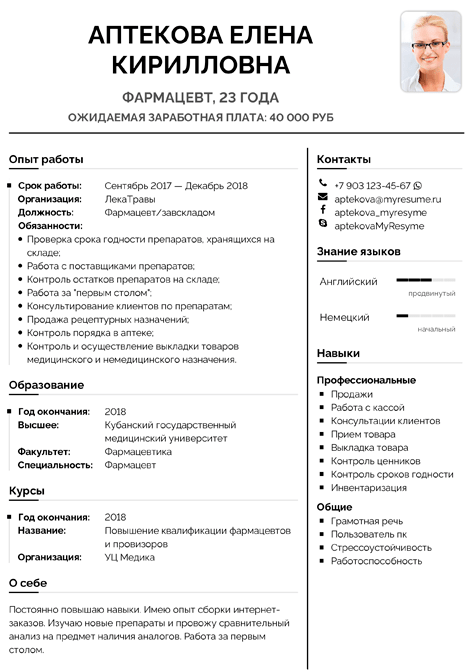 АПТЕКОВА ЕЛЕНА
КИРИЛЛОВНА
ФАРМАЦЕВТ, 23 ГОДА
ОЖИДАЕМАЯ ЗАРАБОТНАЯ ПЛАТА: 40 000 РУБ
Опыт работы
Срок работы: Сентябрь 2017 — Декабрь 2018
Организация: ЛекаТравы
Должность: Фармацевт/завскладом
Обязанности:
Проверка срока годности препаратов, хранящихся на
складе;
Работа с поставщиками препаратов;
Контроль остатков препаратов на складе;
Работа за "первым столом";
Консультирование клиентов по препаратам;
Продажа рецептурных назначений;
Контроль порядка в аптеке;
Контроль и осуществление выкладки товаров
медицинского и немедицинского назначения.
Образование
Год окончания: 2018
Высшее: Кубанский государственный
медицинский университет
Факультет: Фармацевтика
Специальность: Фармацевт
Курсы
Год окончания: 2018
Название: Повышение квалификации фармацевтов
и провизоров
Организация: УЦ Медика
О себе
Постоянно повышаю навыки. Имею опыт сборки интернет-
заказов. Изучаю новые препараты и провожу сравнительный
анализ на предмет наличия аналогов. Работа за первым
столом.
Контакты
+7 903 123-45-67
aptekova@myresume.ru
aptekova_myresyme
aptekovaMyResyme
Знание языков
Английский
продвинутый
Немецкий
начальный
Навыки
Профессиональные
Продажи
Работа с кассой
Консультации клиентов
Прием товара
Выкладка товара
Контроль ценников
Контроль сроков годности
Инвентаризация
Общие
Грамотная речь
Пользователь пк
Стрессоустойчивость
Работоспособность